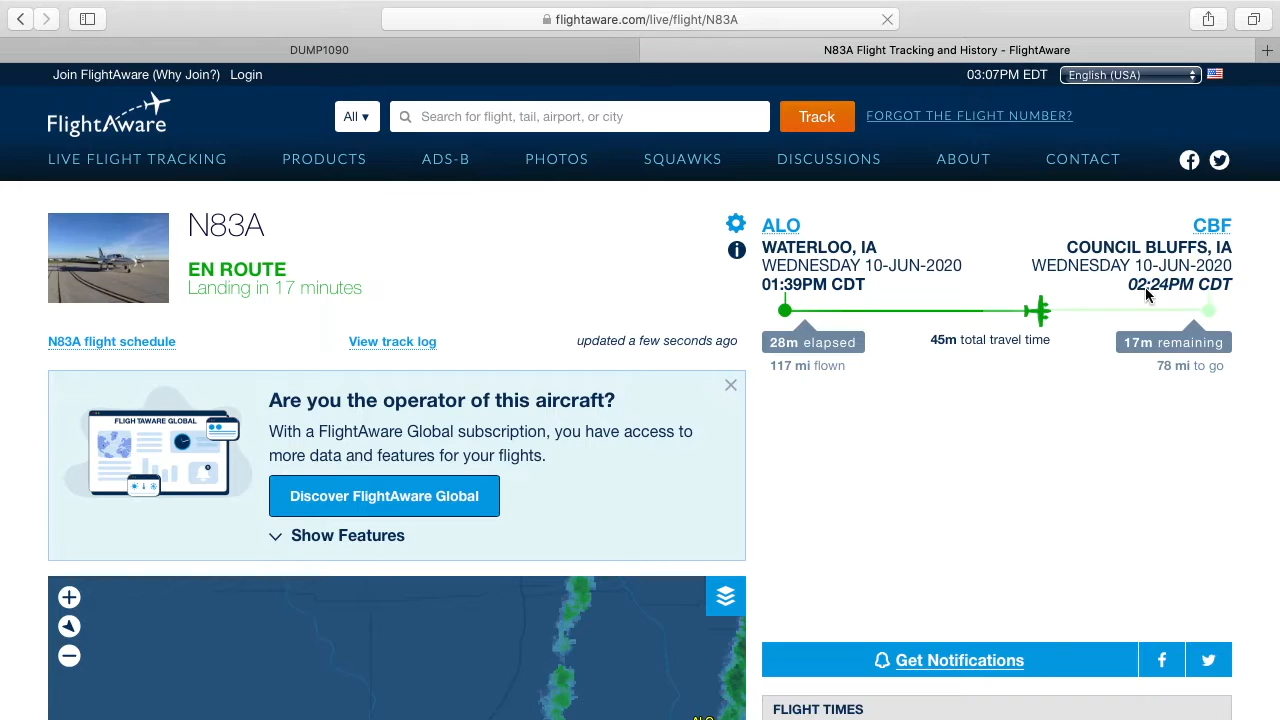 flightaware.com/live/flight/N83A
DUMP1090
N83A Flight Tracking and History - FlightAware
Join FlightAware (Why Join?) Login
03:07PM EDT
English (USA)
FlightAware
All ▾
Search for flight, tail, airport, or city
Track
FORGOT THE FLIGHT NUMBER?
LIVE FLIGHT TRACKING PRODUCTS ADS-B PHOTOS SQUAWKS DISCUSSIONS ABOUT CONTACT
N83A
EN ROUTE
Landing in 17 minutes
N83A flight schedule
View track log
updated a few seconds ago
ALO
WATERLOO, IA
WEDNESDAY 10-JUN-2020
01:39PM CDT
CBF
COUNCIL BLUFFS, IA
WEDNESDAY 10-JUN-2020
02:24PM CDT
28m elapsed
117 mi flown
45m total travel time
17m remaining
78 mi to go
FLIGH TAWARE GLOBAL
Are you the operator of this aircraft?
With a FlightAware Global subscription, you have access to
more data and features for your flights.
Discover FlightAware Global
Show Features
Get Notifications
FLIGHT TIMES
ALO